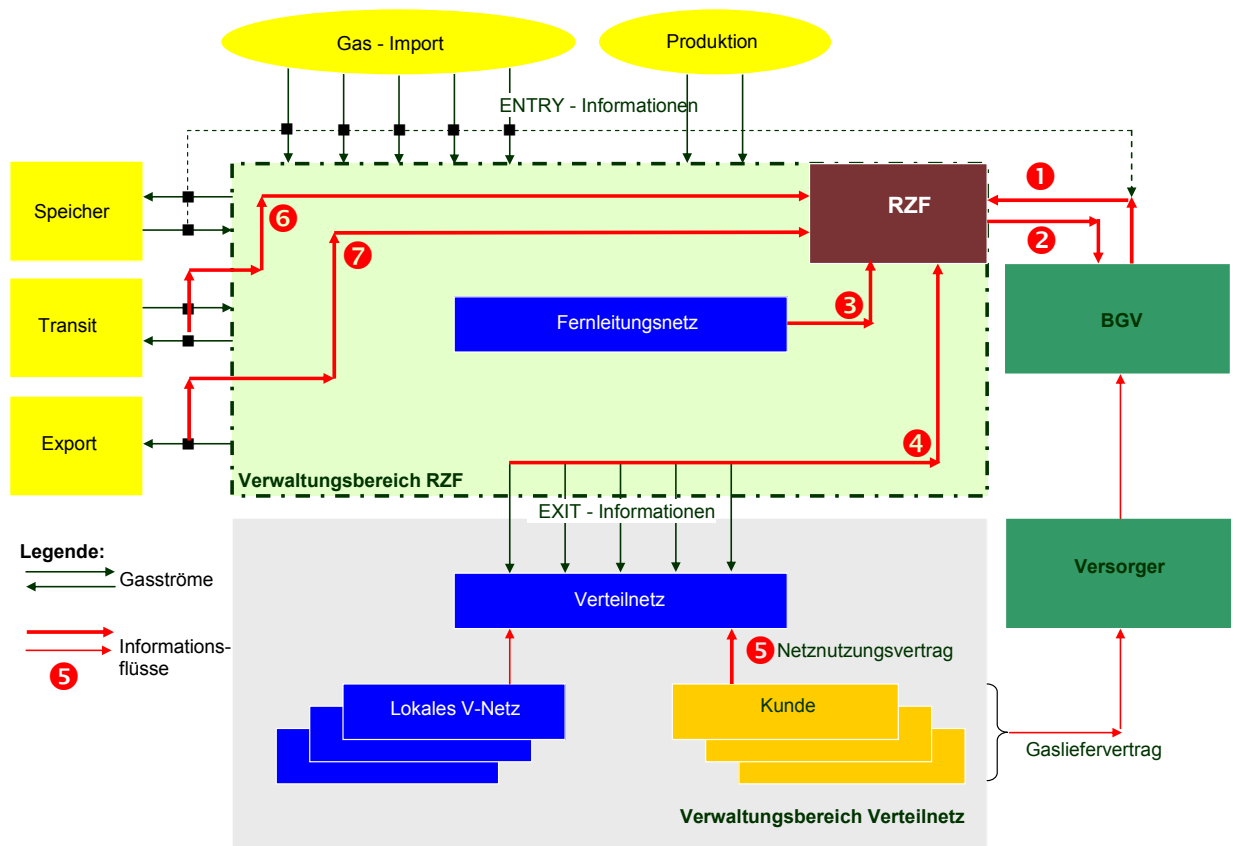 Gas - Import
Produktion
ENTRY - Informationen
Speicher
RZF
1
2
6
7
Transit
Fernleitungsnetz
3
BGV
Export
4
Verwaltungsbereich RZF
EXIT - Informationen
Legende:
Gasströme
Informations-
flüsse
5
Verteilnetz
Versorger
5 Netznutzungsvertrag
Lokales V-Netz
Kunde
Gasliefervertrag
Verwaltungsbereich Verteilnetz